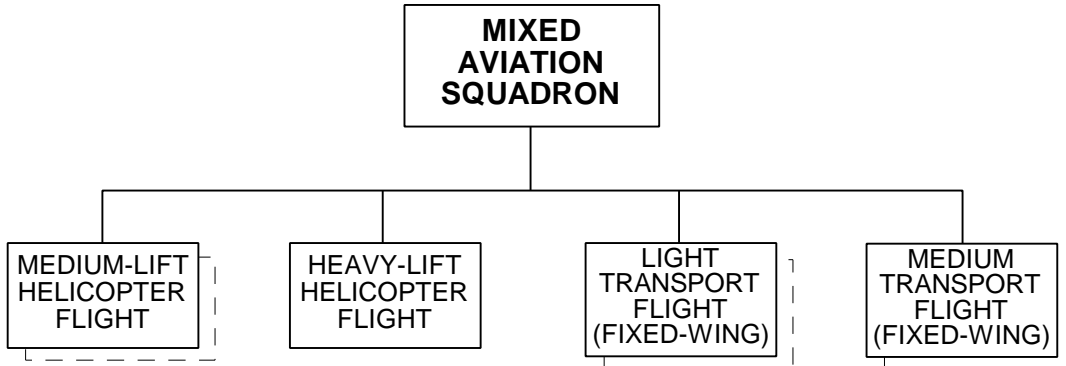 MIXED
AVIATION
SQUADRON
MEDIUM-LIFT
HELICOPTER
FLIGHT
HEAVY-LIFT
HELICOPTER
FLIGHT
LIGHT
TRANSPORT
FLIGHT
(FIXED-WING)
MEDIUM
TRANSPORT
FLIGHT
(FIXED-WING)